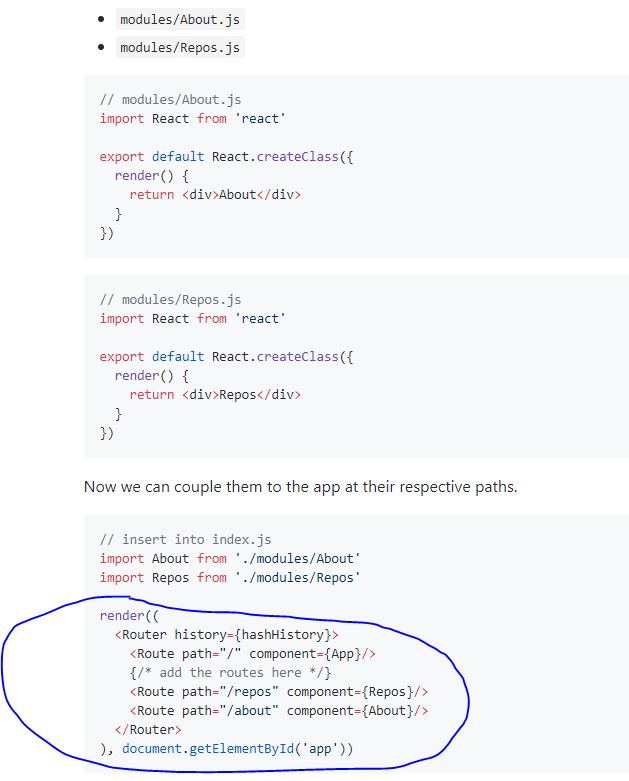 modules/About.js
modules/Repos.js
// modules/About.js
import React from 'react'
export default React.createClass({
  render() {
    return <div>About</div>
  }
})
// modules/Repos.js
import React from 'react'
export default React.createClass({
  render() {
    return <div>Repos</div>
  }
})
Now we can couple them to the app at their respective paths.
// insert into index.js
import About from './modules/About'
import Repos from './modules/Repos'
render((
  <Router history={hashHistory}>
    <Route path="/" component={App}/>
    {/* add the routes here */}
    <Route path="/repos" component={Repos}/>
    <Route path="/about" component={About}/>
  </Router>
), document.getElementById('app'))